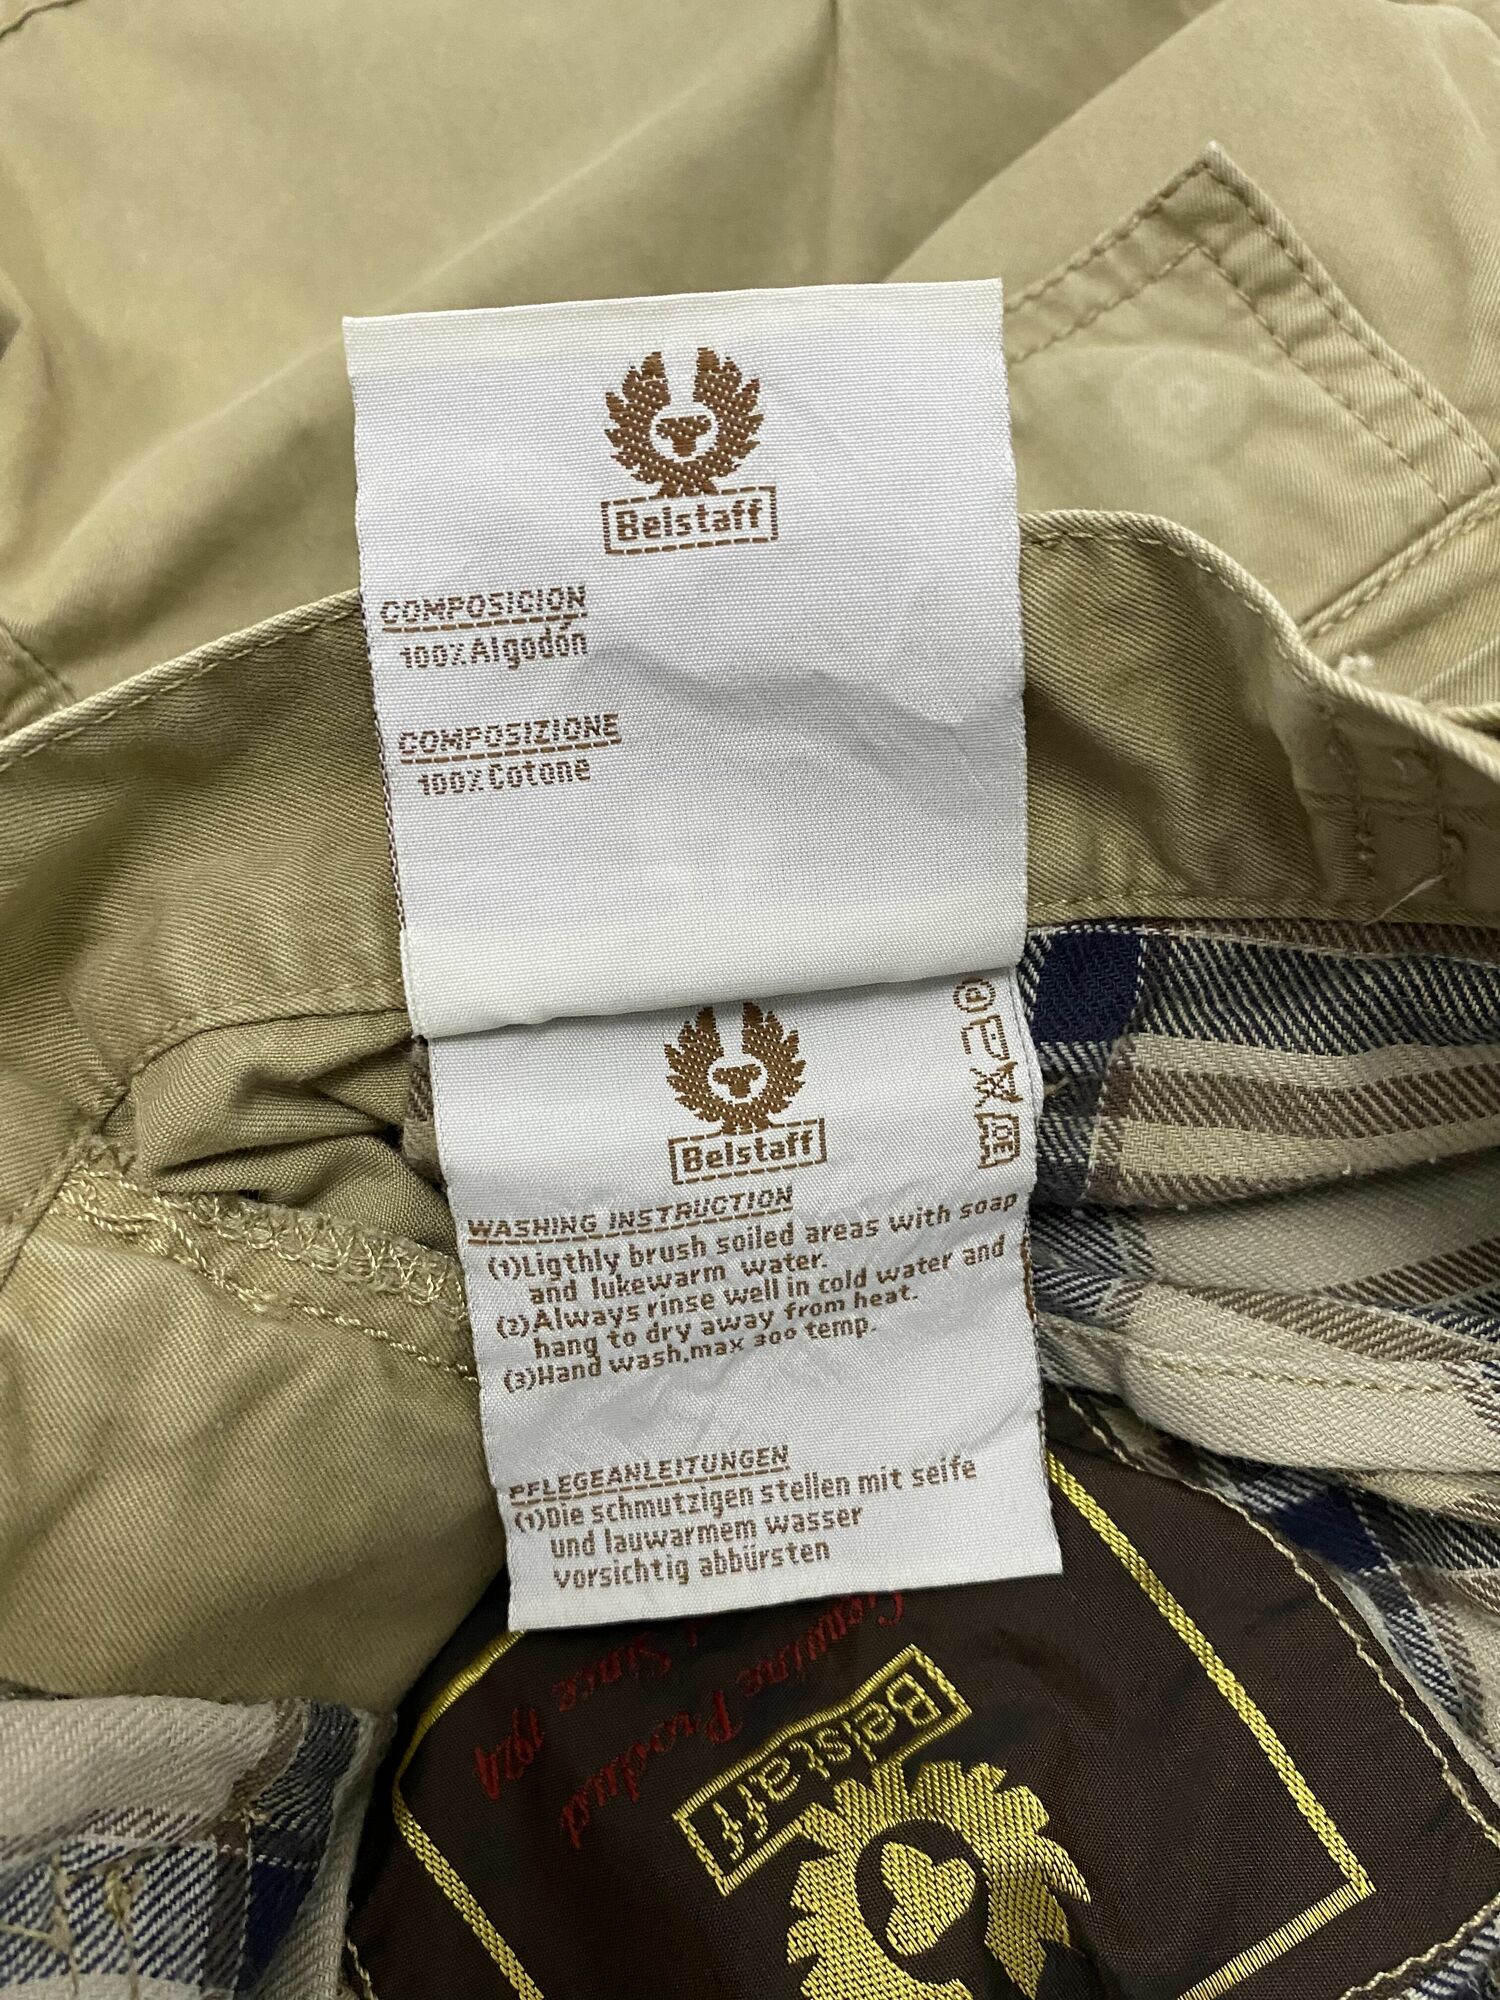 Belstaff
COMPOSICION
100%Algodón
COMPOSIZIONE
100%Cotone
Belstaff
WASHING INSTRUCTION
(1)Ligthly brush soiled areas with soap
and lukewarm water.
(2)Always rinse well in cold water and
hang to dry away from heat.
(3)Hand wash.max 30º temp.
PFLEGEANLEITUNGEN
(1)Die schmutzigen stellen mit seife
und lauwarmem wasser
vorsichtig abbürsten
Genuine Product
Since 1924
Belstaff